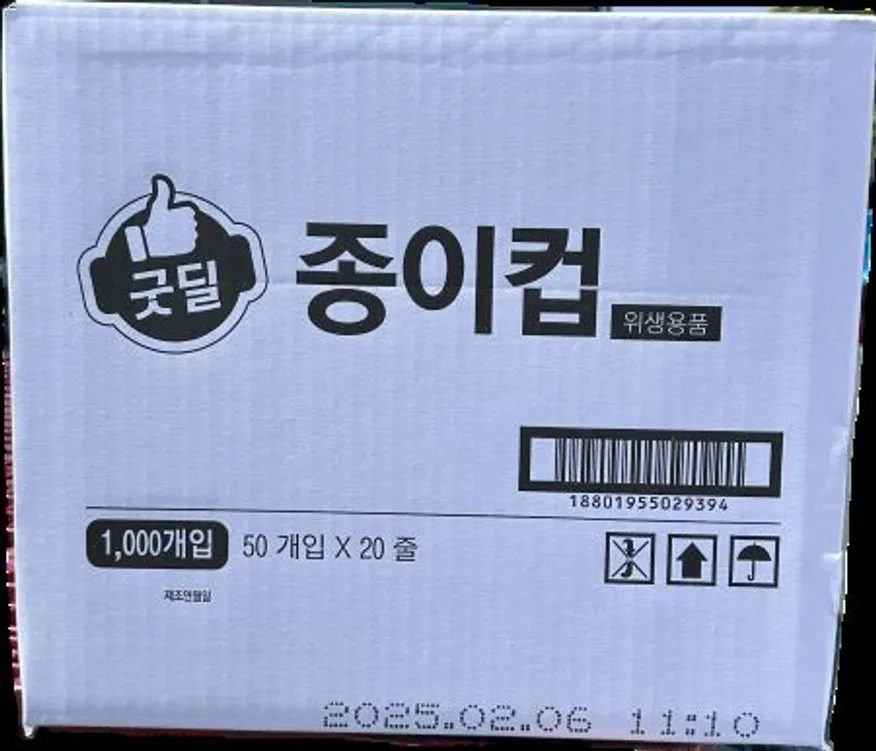 굿딜
종이컵
위생용품
18801955029394
1,000개입 50 개입 X 20 줄
제조연월일
2025.02.06 11:10